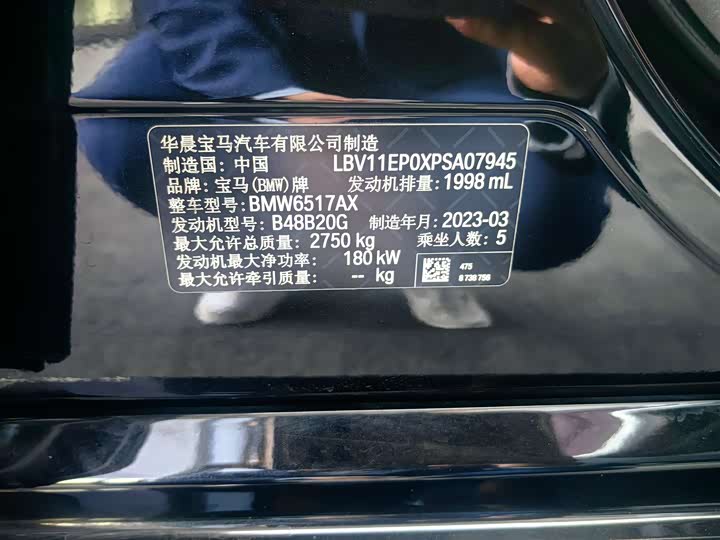 华晨宝马汽车有限公司制造
制造国: 中国 LBV11EP0XPSA07945
品牌: 宝马(BMW)牌 发动机排量: 1998 mL
整车型号: BMW6517AX
发动机型号: B48B20G 制造年月: 2023-03
最大允许总质量: 2750 kg 乘坐人数: 5
发动机最大净功率: 180 kW
最大允许牵引质量: -- kg
475
8 738 758